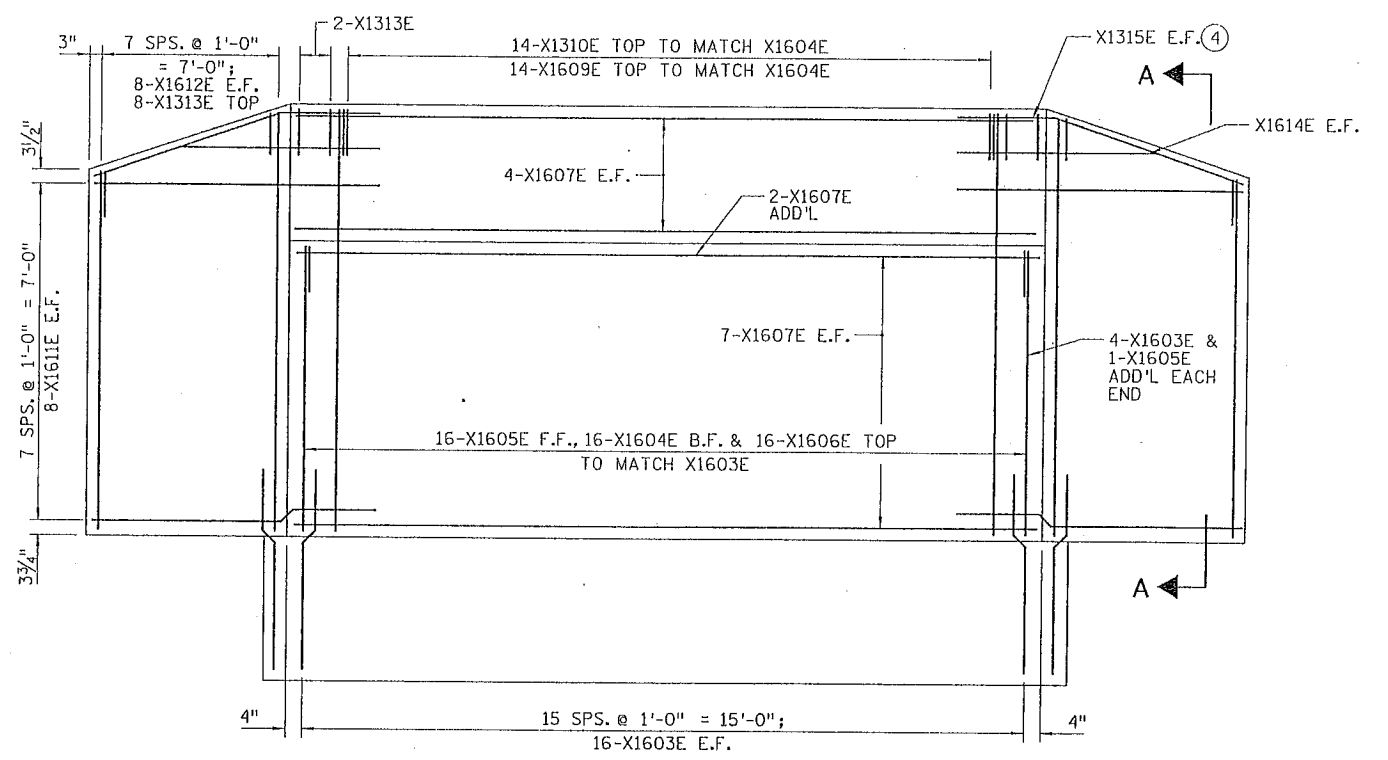 2-X1313E
3"
7 SPS. @ 1'-0"
= 7'-0";
8-X1612E E.F.
8-X1313E TOP
14-X1310E TOP TO MATCH X1604E
14-X1609E TOP TO MATCH X1604E
X1315E E.F. 4
A
X1614E E.F.
3½"
4-X1607E E.F.
2-X1607E
ADD'L
7 SPS. @ 1'-0" = 7'-0"
8-X1611E E.F.
7-X1607E E.F.
4-X1603E &
1-X1605E
ADD'L EACH
END
16-X1605E F.F., 16-X1604E B.F. & 16-X1606E TOP
TO MATCH X1603E
3¾"
A
4"
15 SPS. @ 1'-0" = 15'-0";
16-X1603E E.F.
4"